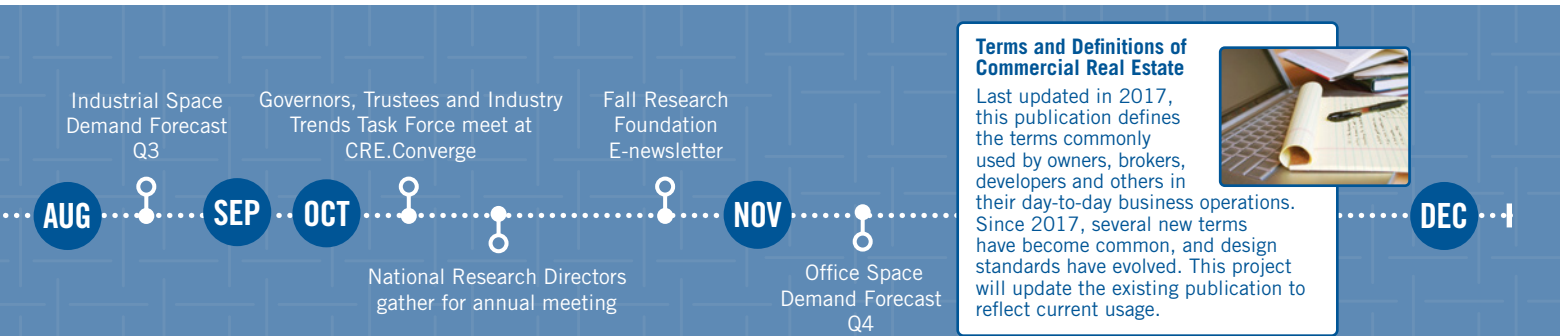 AUG
Industrial Space
Demand Forecast
Q3
SEP
OCT
Governors, Trustees and Industry
Trends Task Force meet at
CRE.Converge
National Research Directors
gather for annual meeting
Fall Research
Foundation
E-newsletter
NOV
Office Space
Demand Forecast
Q4
Terms and Definitions of
Commercial Real Estate
Last updated in 2017,
this publication defines
the terms commonly
used by owners, brokers,
developers and others in
their day-to-day business operations.
Since 2017, several new terms
have become common, and design
standards have evolved. This project
will update the existing publication to
reflect current usage.
DEC